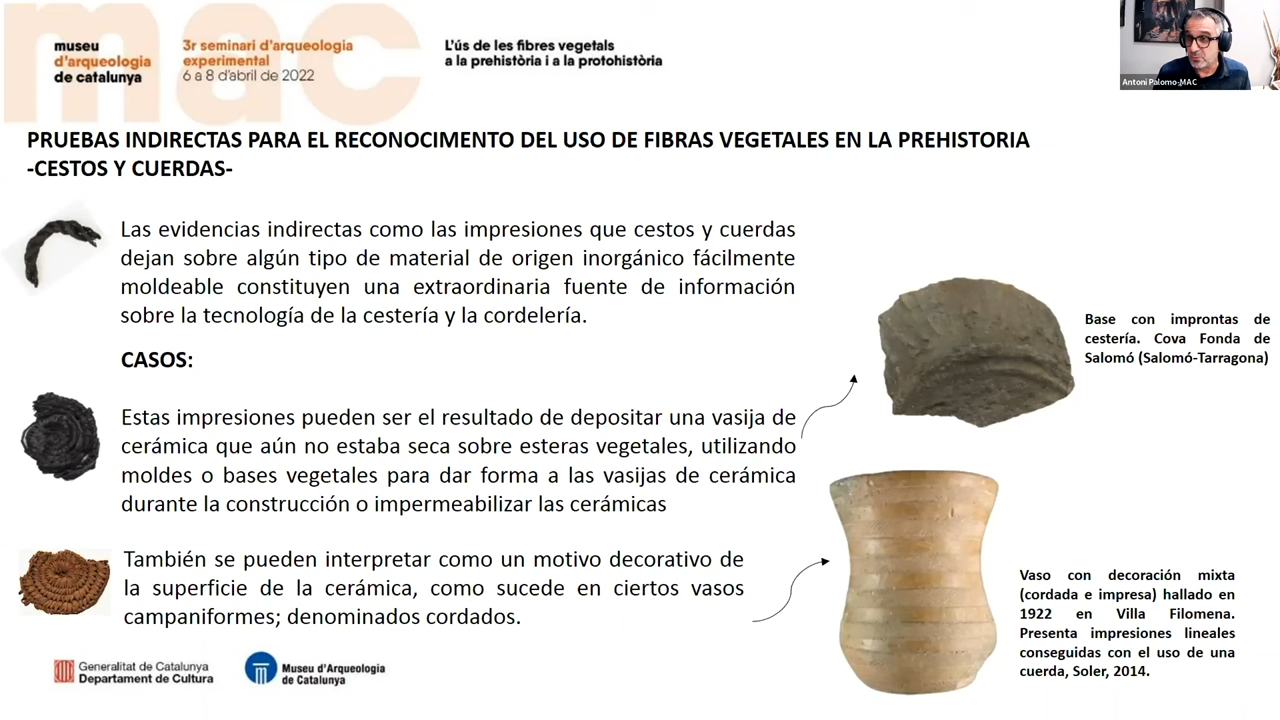 mac
museu
d'arqueologia
de catalunya
3r seminari d'arqueologia
experimental
6 a 8 d'abril de 2022
L'ús de les fibres vegetals
a la prehistòria i a la protohistòria
Antoni Palomo-MAC
PRUEBAS INDIRECTAS PARA EL RECONOCIMENTO DEL USO DE FIBRAS VEGETALES EN LA PREHISTORIA
-CESTOS Y CUERDAS-
Las evidencias indirectas como las impresiones que cestos y cuerdas
dejan sobre algún tipo de material de origen inorgánico fácilmente
moldeable constituyen una extraordinaria fuente de información
sobre la tecnología de la cestería y la cordelería.
CASOS:
Estas impresiones pueden ser el resultado de depositar una vasija de
cerámica que aún no estaba seca sobre esteras vegetales, utilizando
moldes o bases vegetales para dar forma a las vasijas de cerámica
durante la construcción o impermeabilizar las cerámicas
También se pueden interpretar como un motivo decorativo de
la superficie de la cerámica, como sucede en ciertos vasos
campaniformes; denominados cordados.
Base con improntas de
cestería. Cova Fonda de
Salomó (Salomó-Tarragona)
Vaso con decoración mixta
(cordada e impresa) hallado en
1922 en Villa Filomena.
Presenta impresiones lineales
conseguidas con el uso de una
cuerda, Soler, 2014.
Generalitat de Catalunya
Departament de Cultura
Museu d'Arqueologia
de Catalunya